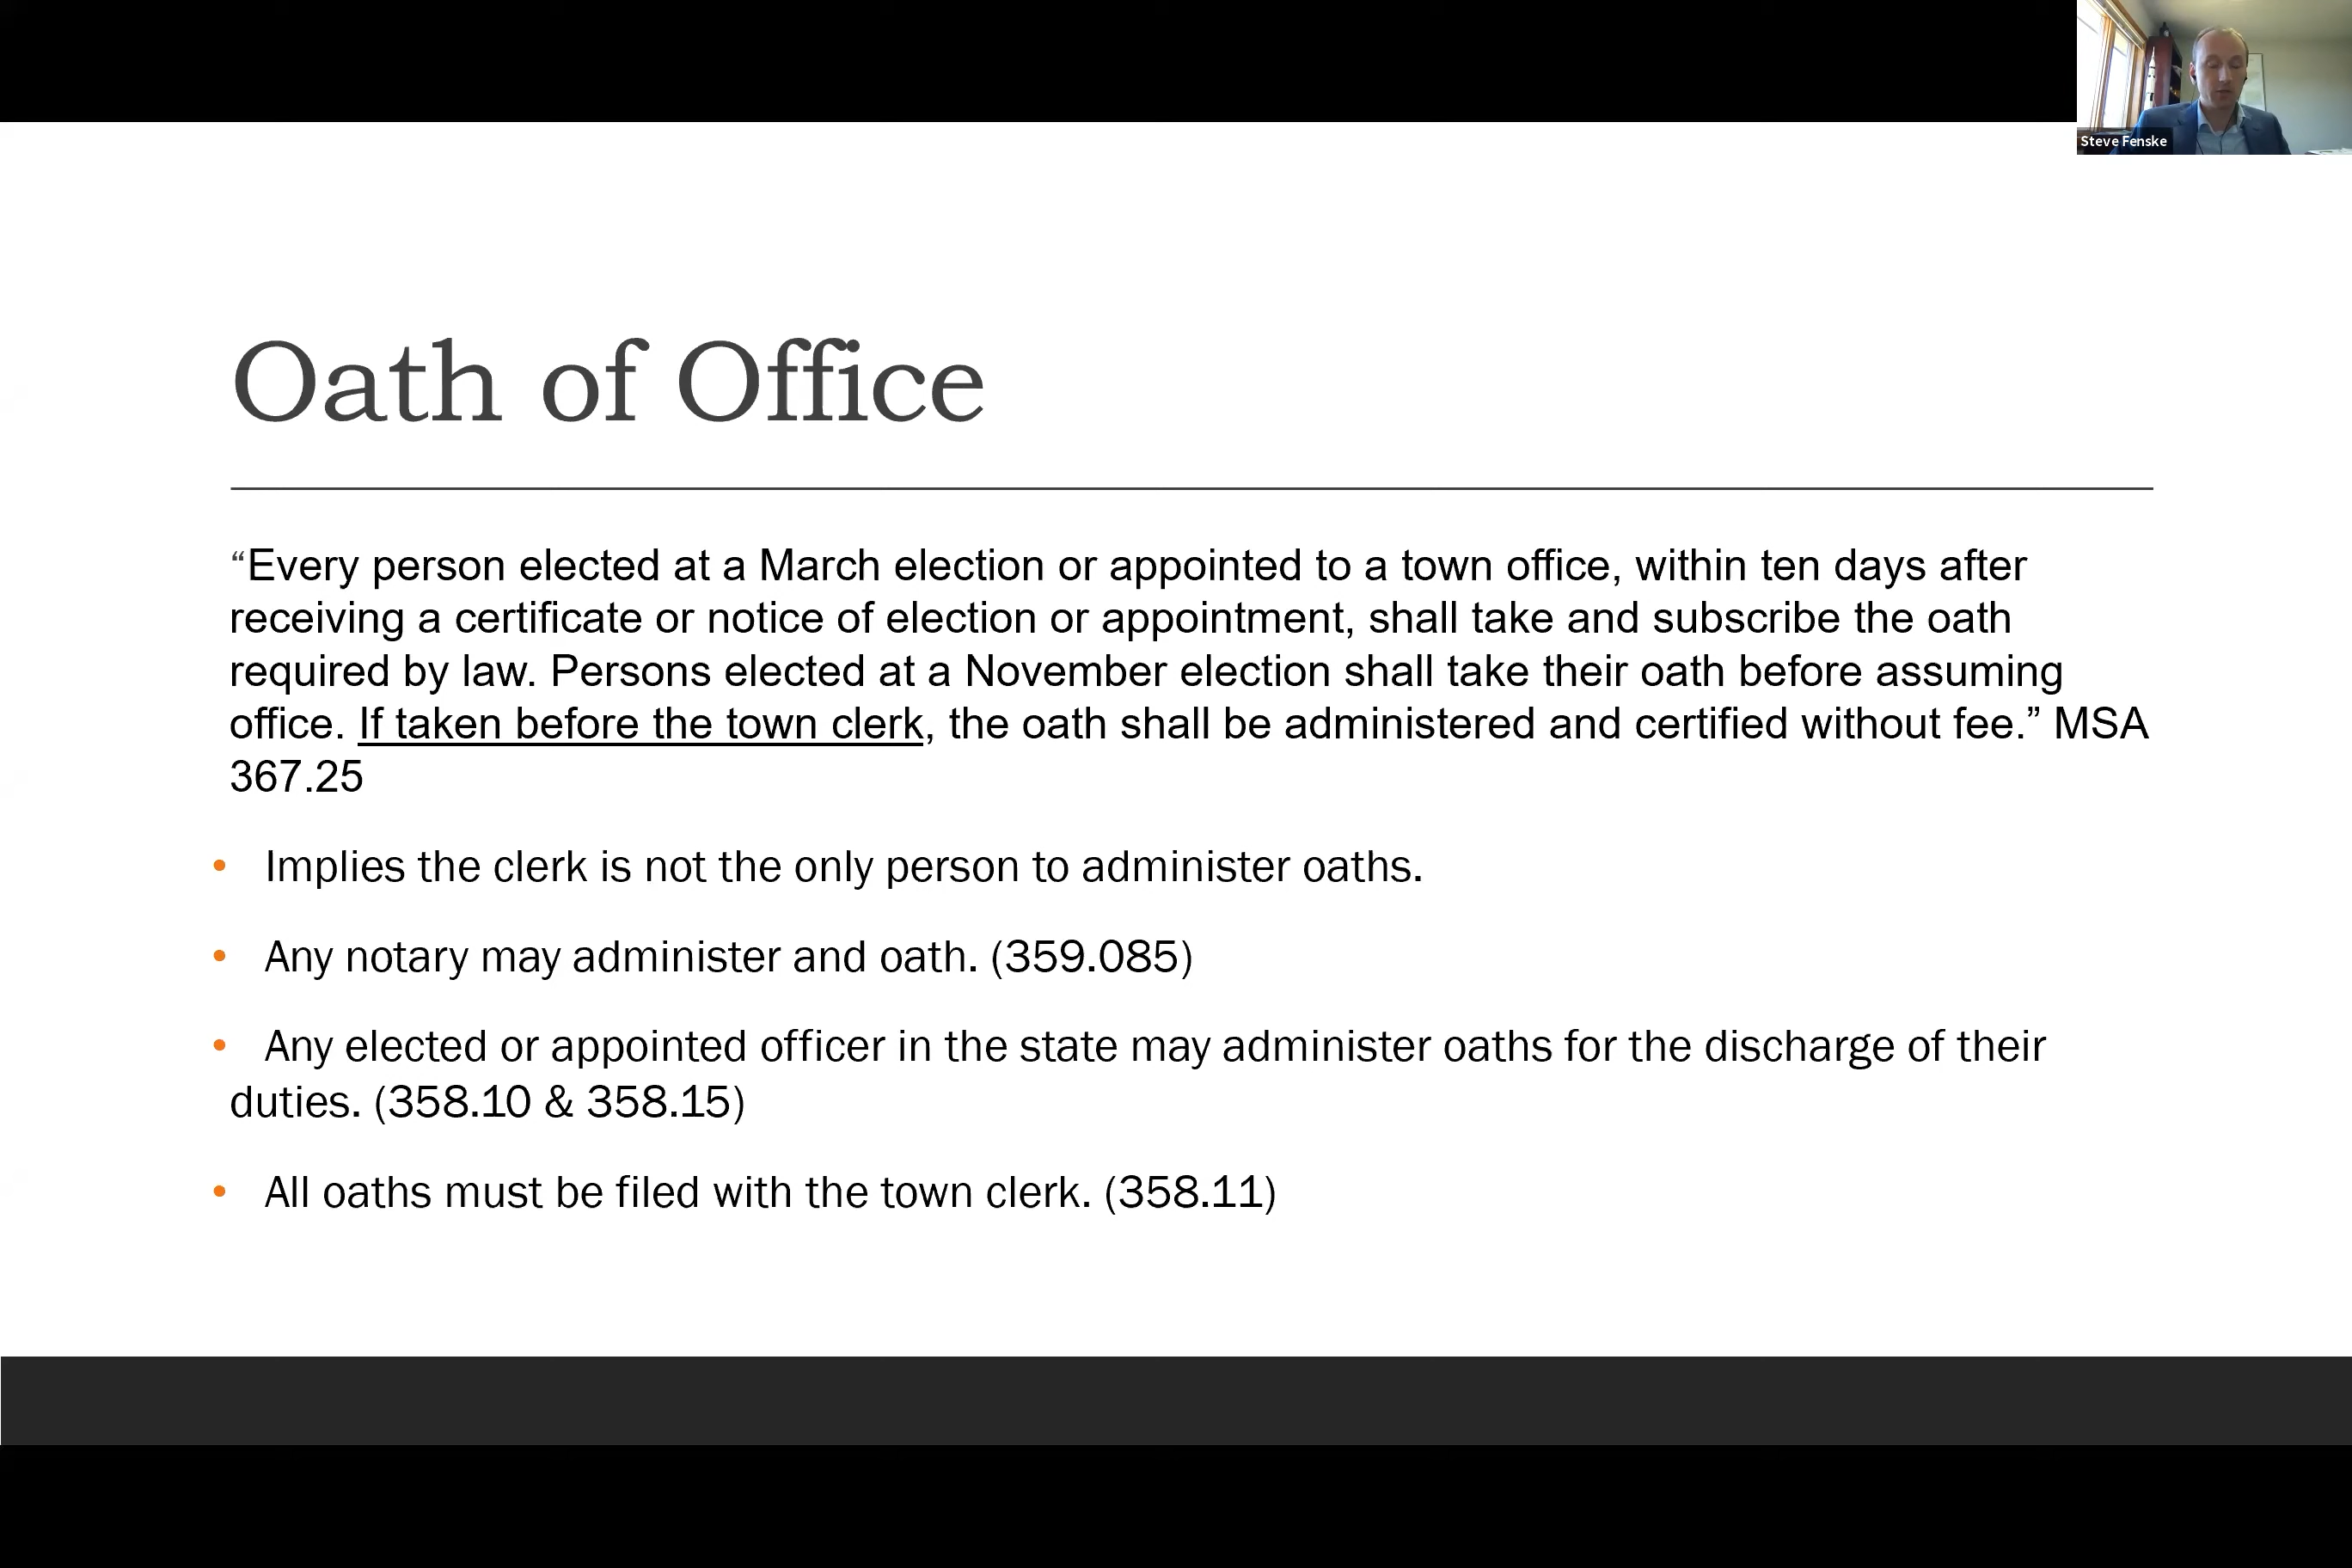 Steve Fenske
Oath of Office
“Every person elected at a March election or appointed to a town office, within ten days after
receiving a certificate or notice of election or appointment, shall take and subscribe the oath
required by law. Persons elected at a November election shall take their oath before assuming
office. If taken before the town clerk, the oath shall be administered and certified without fee.” MSA
367.25
• Implies the clerk is not the only person to administer oaths.
• Any notary may administer and oath. (359.085)
• Any elected or appointed officer in the state may administer oaths for the discharge of their
duties. (358.10 & 358.15)
• All oaths must be filed with the town clerk. (358.11)